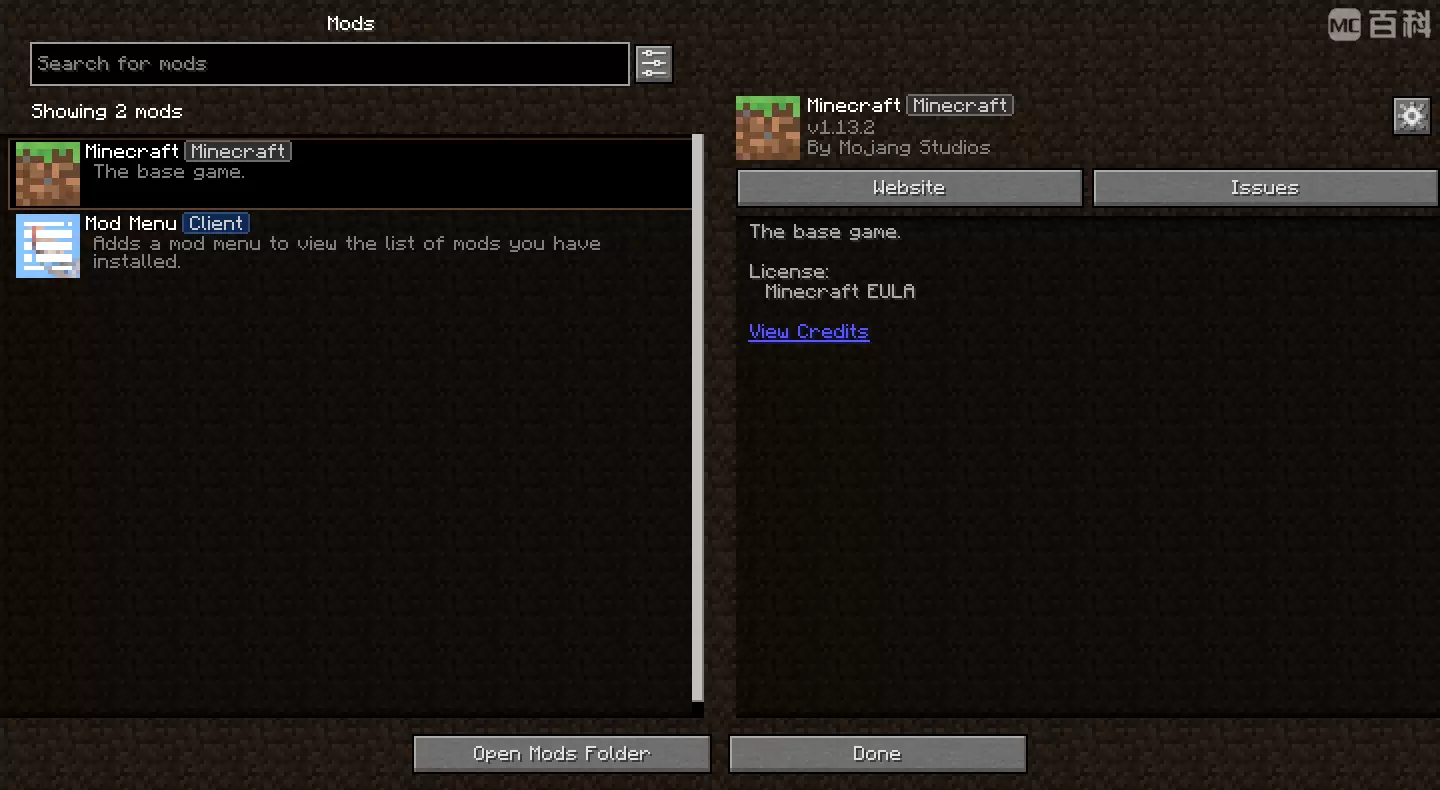 Mods
MC 百科
Search for mods
Showing 2 mods
Minecraft Minecraft
The base game.
Mod Menu Client
Adds a mod menu to view the list of mods you have
installed.
Minecraft Minecraft
v1.13.2
By Mojang Studios
Website
Issues
The base game.
License:
Minecraft EULA
View Credits
Open Mods Folder
Done